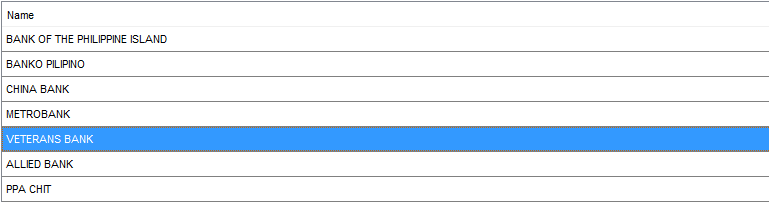 Name
BANK OF THE PHILIPPINE ISLAND
BANKO PILIPINO
CHINA BANK
METROBANK
VETERANS BANK
ALLIED BANK
PPA CHIT